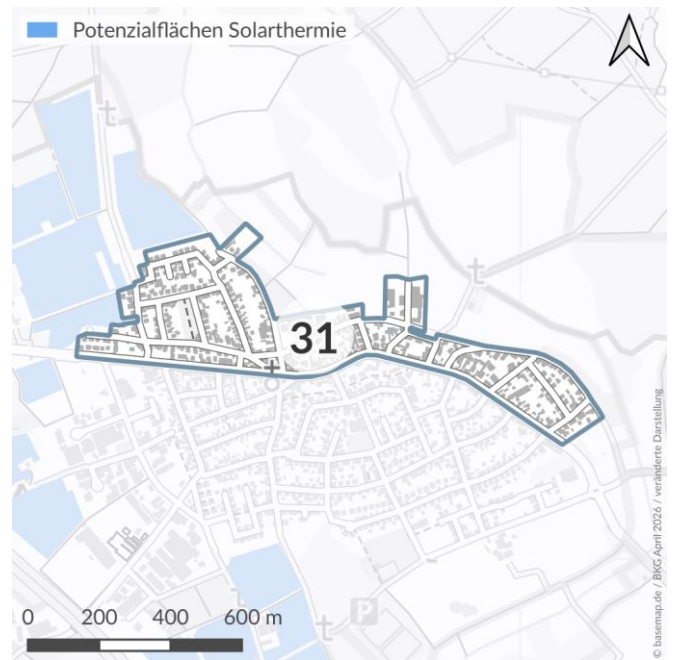 Potenzialflächen Solarthermie
31
P
0 200 400 600 m
© basemap.de / BKG April 2026 / veränderte Darstellung